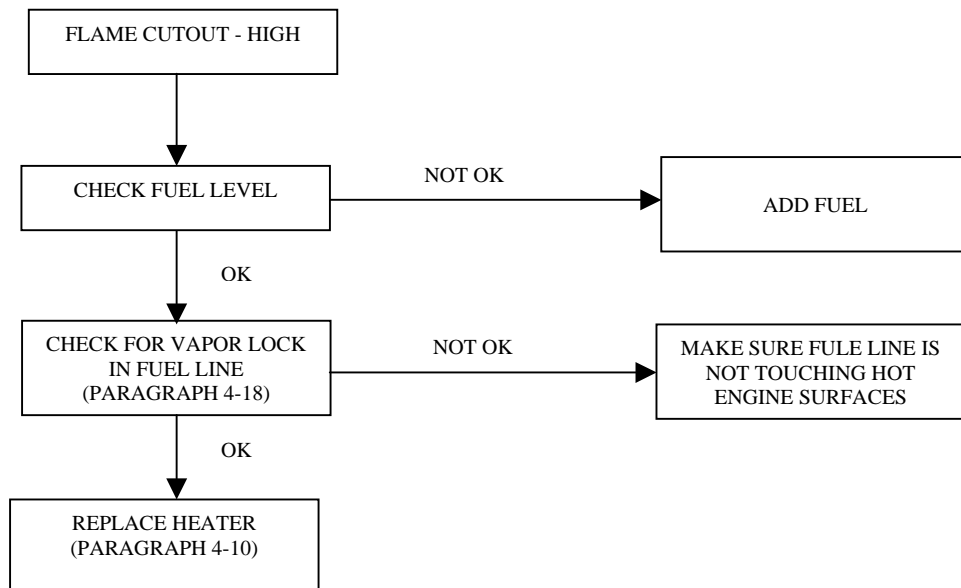 FLAME CUTOUT - HIGH
CHECK FUEL LEVEL
NOT OK
ADD FUEL
OK
CHECK FOR VAPOR LOCK
IN FUEL LINE
(PARAGRAPH 4-18)
NOT OK
MAKE SURE FULE LINE IS
NOT TOUCHING HOT
ENGINE SURFACES
OK
REPLACE HEATER
(PARAGRAPH 4-10)